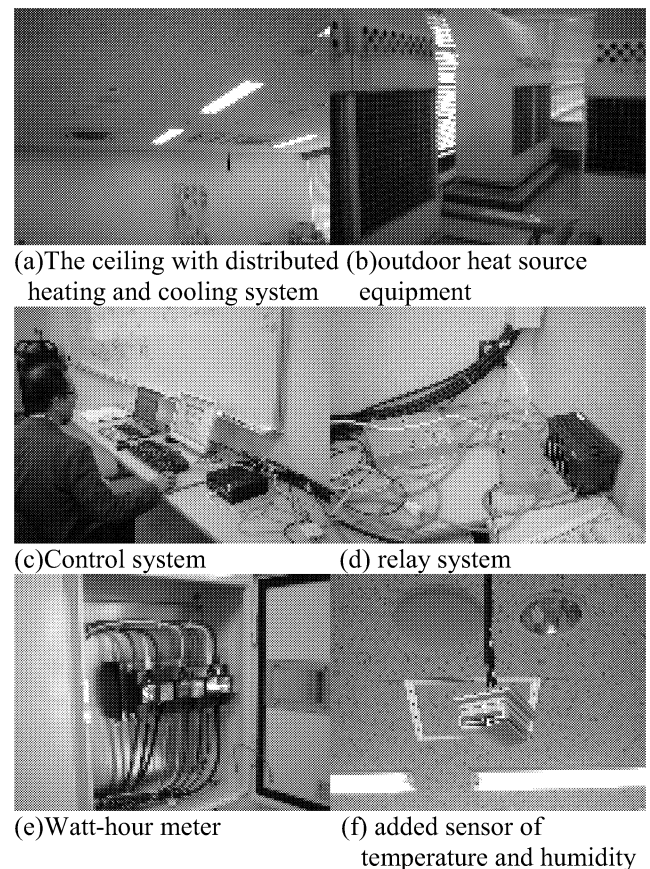 (a)The ceiling with distributed
heating and cooling system
(b)outdoor heat source
equipment
(c)Control system
(d) relay system
(e)Watt-hour meter
(f) added sensor of
temperature and humidity